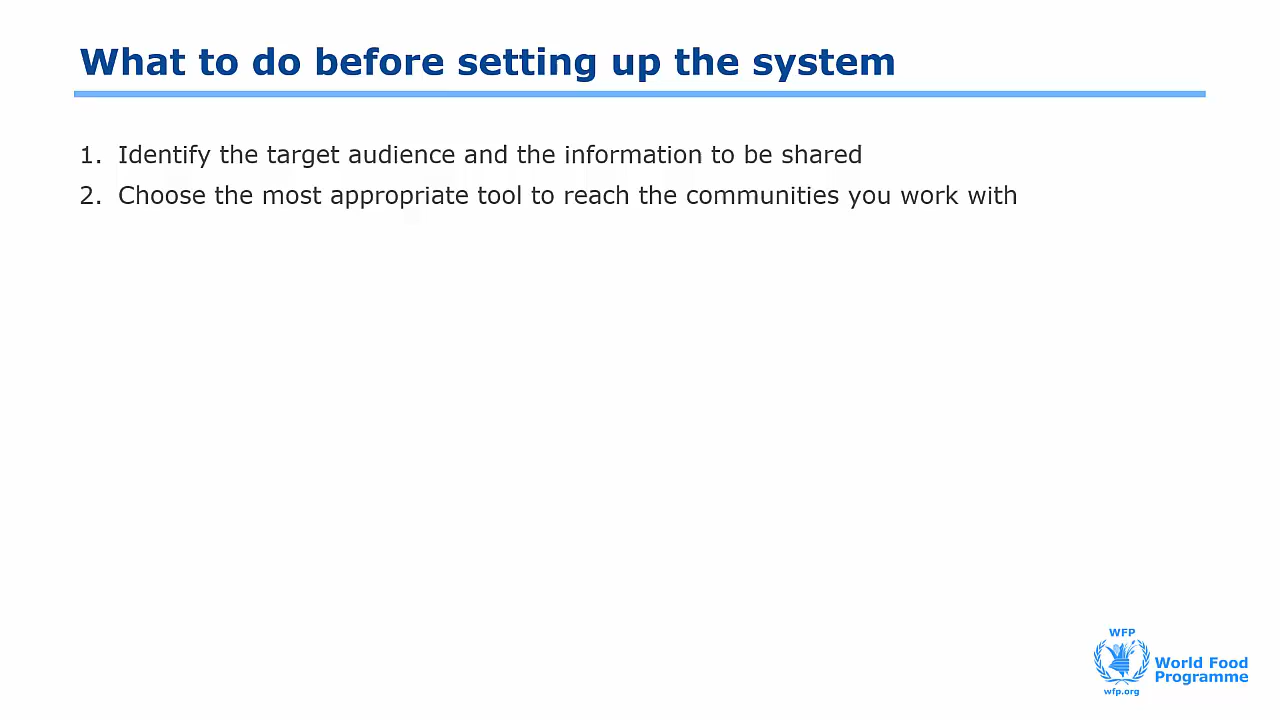 What to do before setting up the system
1. Identify the target audience and the information to be shared
2. Choose the most appropriate tool to reach the communities you work with
WFP
wfp.org
World Food
Programme